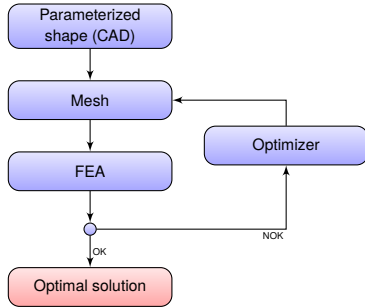 Parameterized
shape (CAD)
Mesh
Optimizer
FEA
OK
NOK
Optimal solution